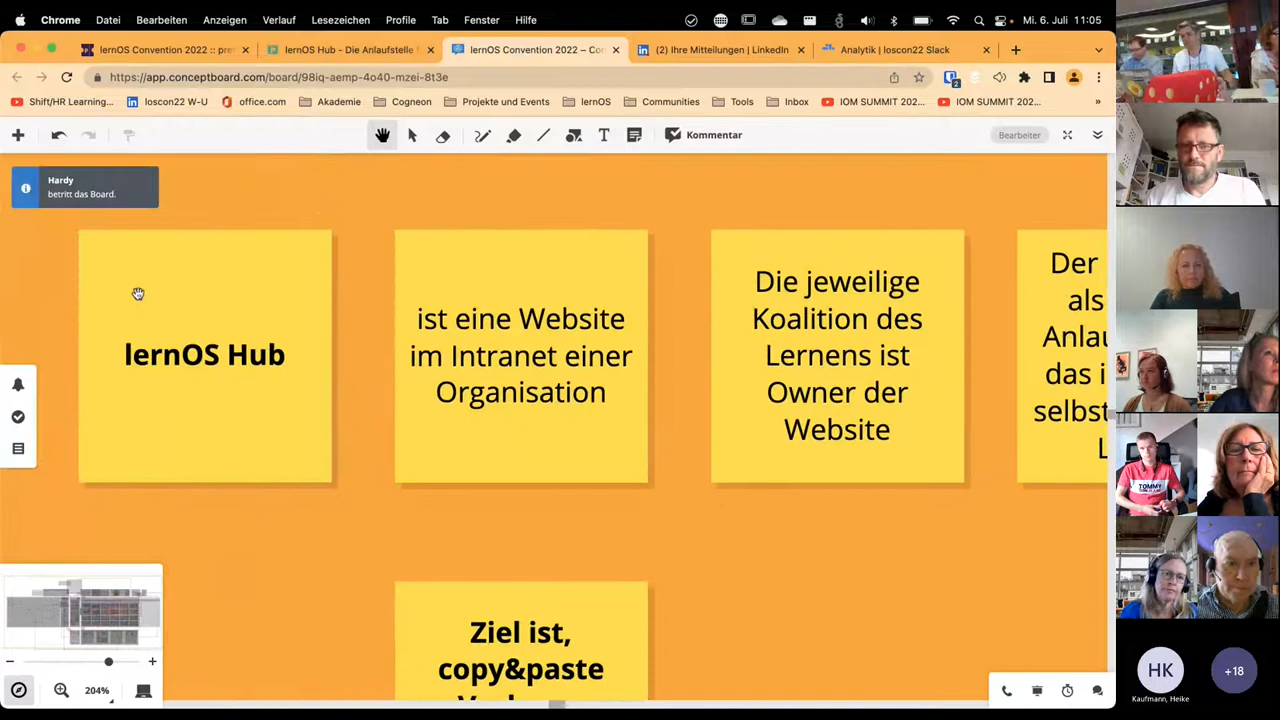 Chrome Datei Bearbeiten Anzeigen Verlauf Lesezeichen Profile Tab Fenster Hilfe Mi. 6. Juli 11:05
lernOS Convention 2022 :: pre lernOS Hub - Die Anlaufstelle lernOS Convention 2022 – Co (2) Ihre Mitteilungen | LinkedIn Analytik | loscon22 Slack
https://app.conceptboard.com/board/98iq-aemp-4o40-mzei-8t3e
Shift/HR Learning... loscon22 W-U office.com Akademie Cogneon Projekte und Events lernOS Communities Tools Inbox IOM SUMMIT 202... IOM SUMMIT 202... »
Kommentar Bearbeiter
Hardy
betritt das Board.
lernOS Hub
ist eine Website
im Intranet einer
Organisation
Die jeweilige
Koalition des
Lernens ist
Owner der
Website
Der
als
Anlau
das i
selbst
L
Ziel ist,
copy&paste
204%
HK
Kaufmann, Heike
+18
TOMMY
2